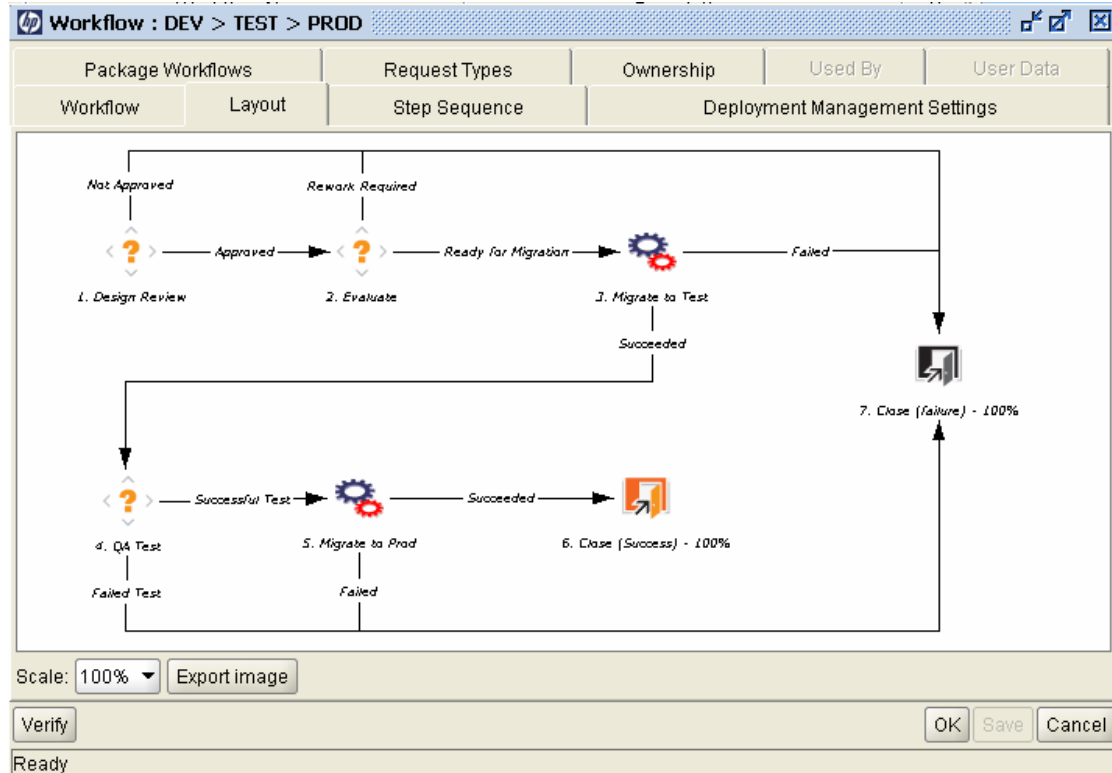 hp Workflow : DEV > TEST > PROD
Package Workflows Request Types Ownership Used By User Data
Workflow Layout Step Sequence Deployment Management Settings
Not Approved Rework Required
Approved Ready for Migration Failed
1. Design Review 2. Evaluate 3. Migrate to Test
Succeeded
7. Close (failure) - 100%
Successful Test Succeeded
4. QA Test 5. Migrate to Prod 6. Close (Success) - 100%
Failed Test Failed
Scale: 100% Export image
Verify OK Save Cancel
Ready